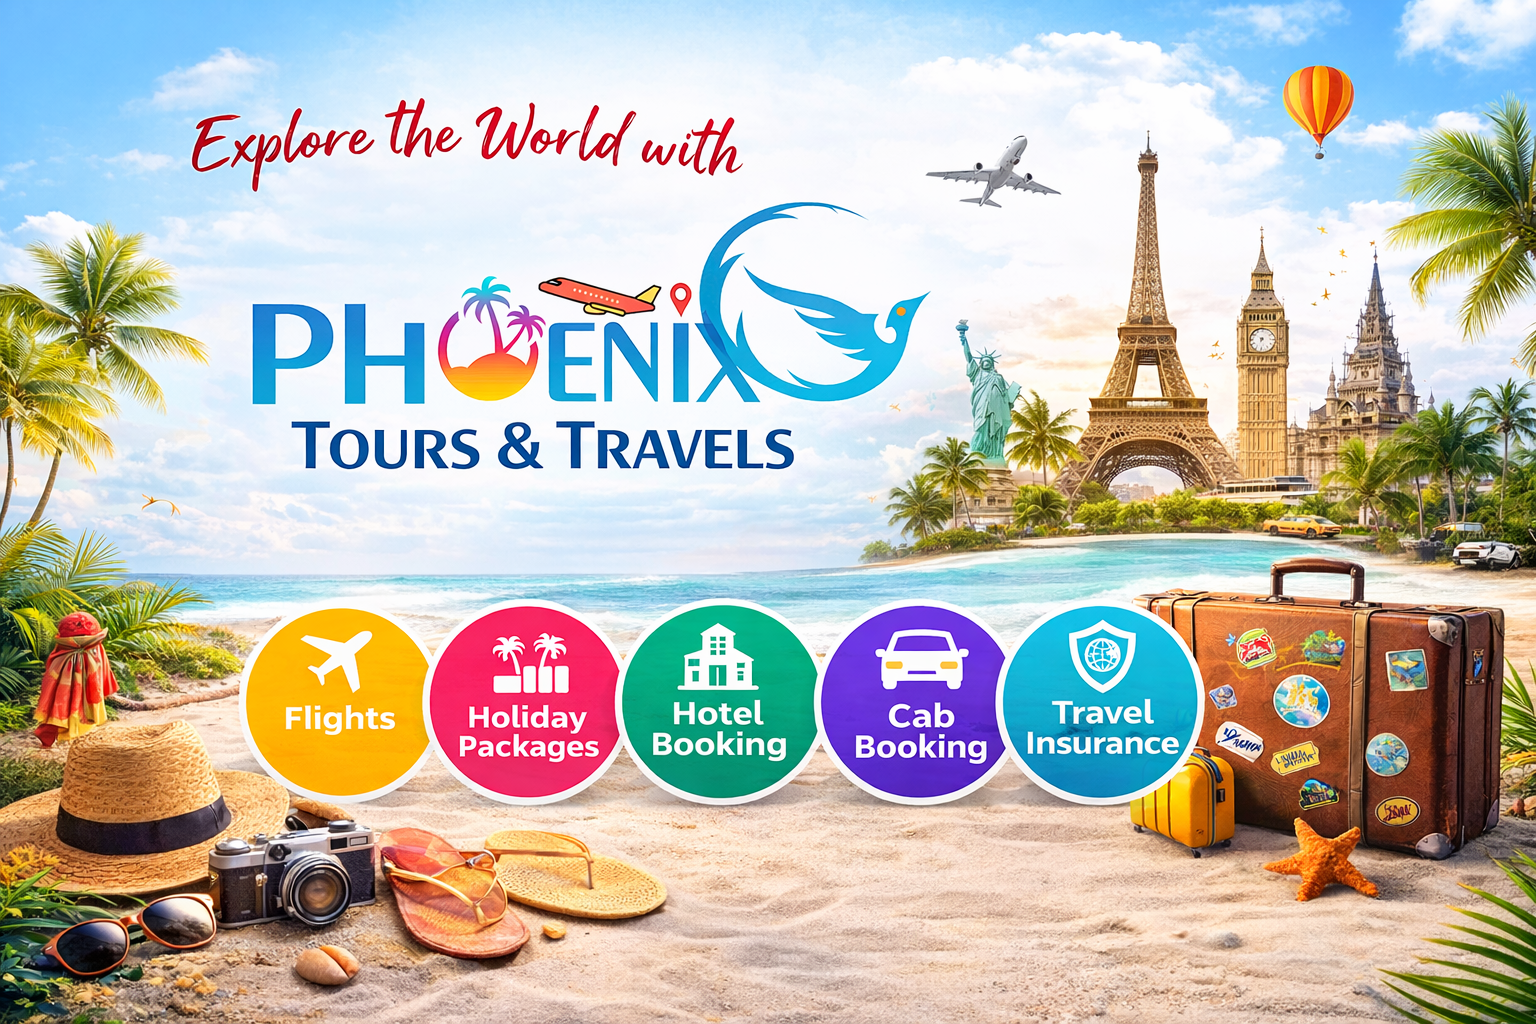 Explore the World with
PHOENIX
TOURS & TRAVELS
Flights
Holiday
Packages
Hotel
Booking
Cab
Booking
Travel
Insurance